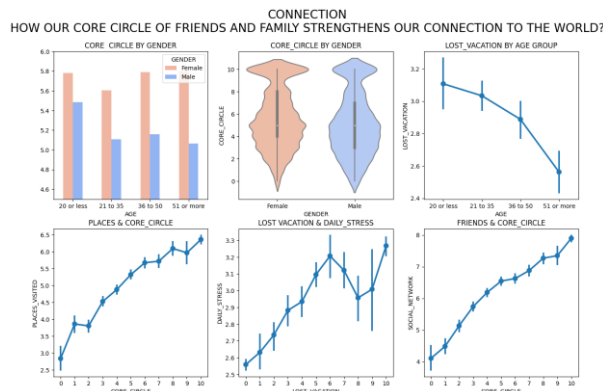 CONNECTION
HOW OUR CORE CIRCLE OF FRIENDS AND FAMILY STRENGTHENS OUR CONNECTION TO THE WORLD?
CORE_CIRCLE BY GENDER
6.0
5.8
5.6
5.4
5.2
5.0
4.8
4.6
GENDER
Female
Male
20 or less
21 to 35
36 to 50
51 or more
AGE
CORE_CIRCLE BY GENDER
CORE_CIRCLE
10
8
6
4
2
0
Female
Male
GENDER
LOST_VACATION BY AGE GROUP
LOST_VACATION
3.2
3.0
2.8
2.6
2.4
20 or less
21 to 35
36 to 50
51 or more
AGE
PLACES & CORE_CIRCLE
PLACES_VISITED
6.5
6.0
5.5
5.0
4.5
4.0
3.5
3.0
2.5
0 1 2 3 4 5 6 7 8 9 10
CORE_CIRCLE
LOST VACATION & DAILY_STRESS
DAILY_STRESS
3.3
3.2
3.1
3.0
2.9
2.8
2.7
2.6
2.5
0 1 2 3 4 5 6 7 8 9 10
LOST_VACATION
FRIENDS & CORE_CIRCLE
SOCIAL_NETWORK
8
7
6
5
4
0 1 2 3 4 5 6 7 8 9 10
CORE_CIRCLE